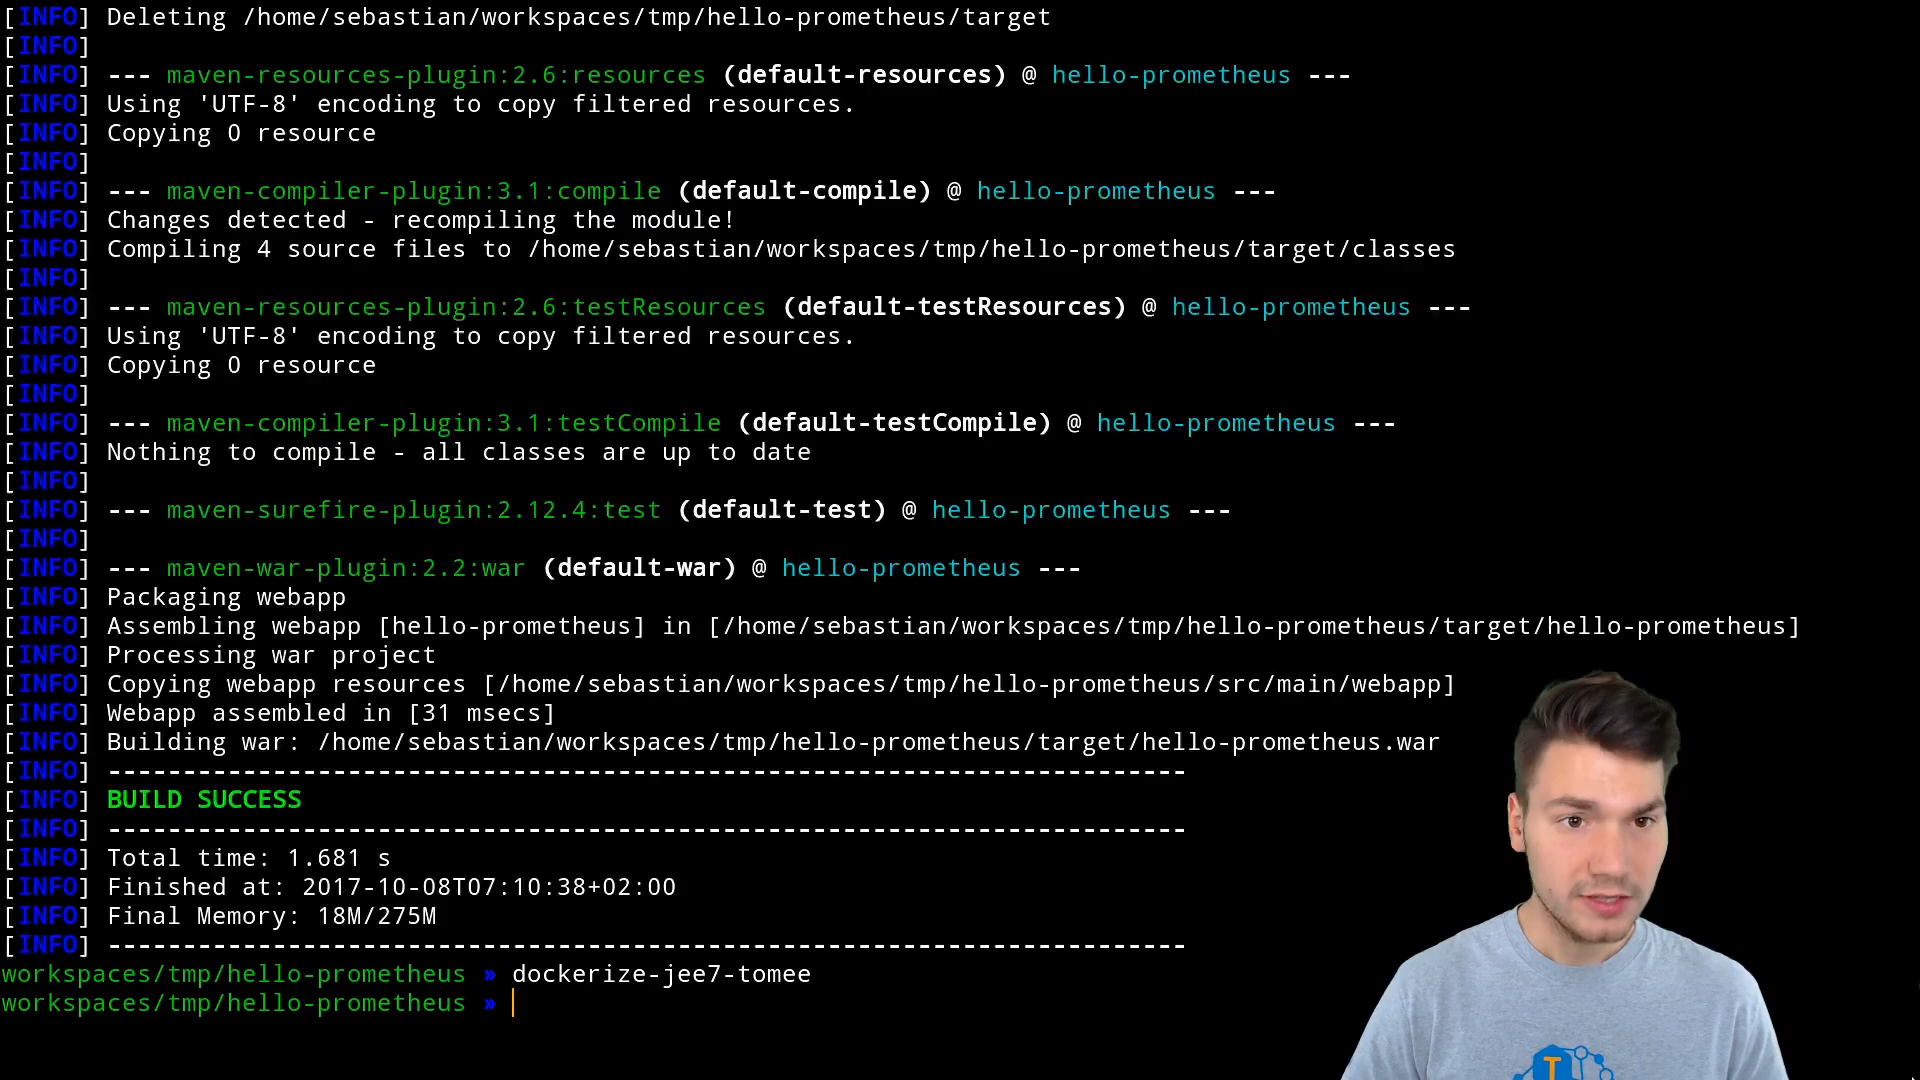 [INFO] Deleting /home/sebastian/workspaces/tmp/hello-prometheus/target
[INFO]
[INFO] --- maven-resources-plugin:2.6:resources (default-resources) @ hello-prometheus ---
[INFO] Using 'UTF-8' encoding to copy filtered resources.
[INFO] Copying 0 resource
[INFO]
[INFO] --- maven-compiler-plugin:3.1:compile (default-compile) @ hello-prometheus ---
[INFO] Changes detected - recompiling the module!
[INFO] Compiling 4 source files to /home/sebastian/workspaces/tmp/hello-prometheus/target/classes
[INFO]
[INFO] --- maven-resources-plugin:2.6:testResources (default-testResources) @ hello-prometheus ---
[INFO] Using 'UTF-8' encoding to copy filtered resources.
[INFO] Copying 0 resource
[INFO]
[INFO] --- maven-compiler-plugin:3.1:testCompile (default-testCompile) @ hello-prometheus ---
[INFO] Nothing to compile - all classes are up to date
[INFO]
[INFO] --- maven-surefire-plugin:2.12.4:test (default-test) @ hello-prometheus ---
[INFO]
[INFO] --- maven-war-plugin:2.2:war (default-war) @ hello-prometheus ---
[INFO] Packaging webapp
[INFO] Assembling webapp [hello-prometheus] in [/home/sebastian/workspaces/tmp/hello-prometheus/target/hello-prometheus]
[INFO] Processing war project
[INFO] Copying webapp resources [/home/sebastian/workspaces/tmp/hello-prometheus/src/main/webapp]
[INFO] Webapp assembled in [31 msecs]
[INFO] Building war: /home/sebastian/workspaces/tmp/hello-prometheus/target/hello-prometheus.war
[INFO] ------------------------------------------------------------------------
[INFO] BUILD SUCCESS
[INFO] ------------------------------------------------------------------------
[INFO] Total time: 1.681 s
[INFO] Finished at: 2017-10-08T07:10:38+02:00
[INFO] Final Memory: 18M/275M
[INFO] ------------------------------------------------------------------------
workspaces/tmp/hello-prometheus » dockerize-jee7-tomee
workspaces/tmp/hello-prometheus »
T